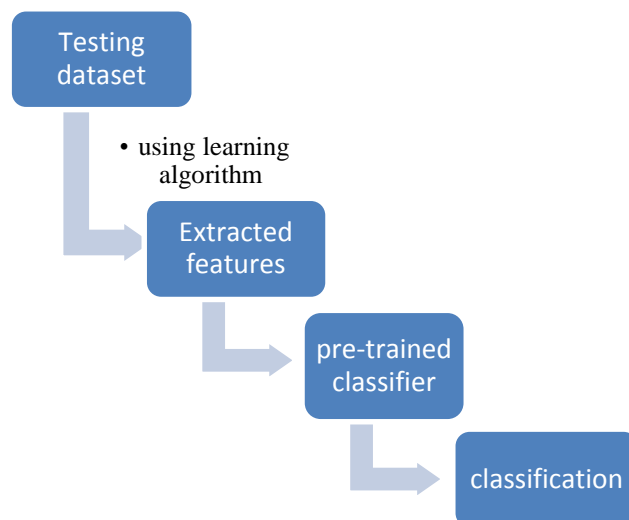 Testing
dataset
• using learning
algorithm
Extracted
features
pre-trained
classifier
classification